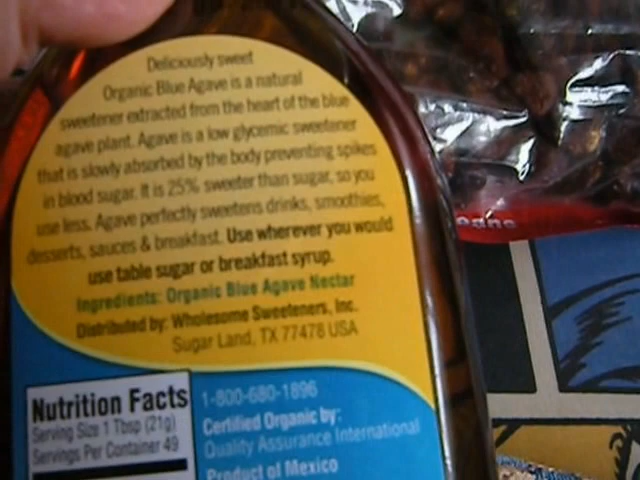 Deliciously sweet
Organic Blue Agave is a natural
sweetener extracted from the heart of the blue
agave plant. Agave is a low glycemic sweetener
that is slowly absorbed by the body preventing spikes
in blood sugar. It is 25% sweeter than sugar, so you
use less. Agave perfectly sweetens drinks, smoothies,
desserts, sauces & breakfast. Use wherever you would
use table sugar or breakfast syrup.
Ingredients: Organic Blue Agave Nectar
Distributed by: Wholesome Sweeteners, Inc.
Sugar Land, TX 77478 USA
Nutrition Facts
Serving Size 1 Tbsp (21g)
Servings Per Container 49
1-800-680-1896
Certified Organic by:
Quality Assurance International
Product of Mexico